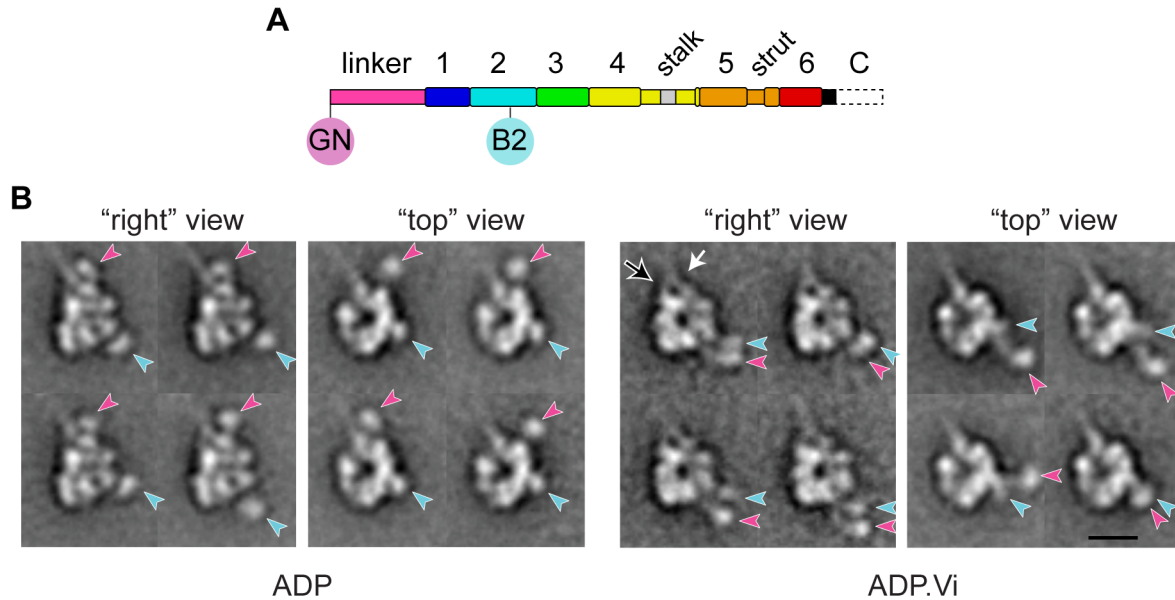 A
linker 1 2 3 4 stalk 5 strut 6 C
GN B2
B
“right” view “top” view “right” view “top” view
ADP ADP.Vi